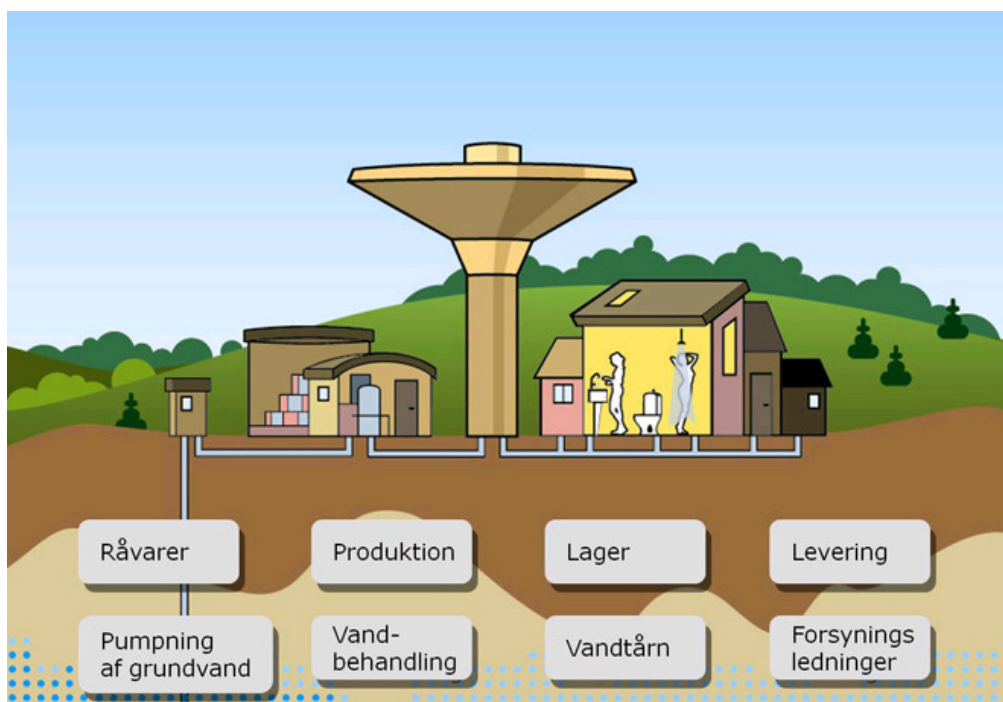 Råvarer
Produktion
Lager
Levering
Pumpning
af grundvand
Vand-
behandling
Vandtårn
Forsynings
ledninger